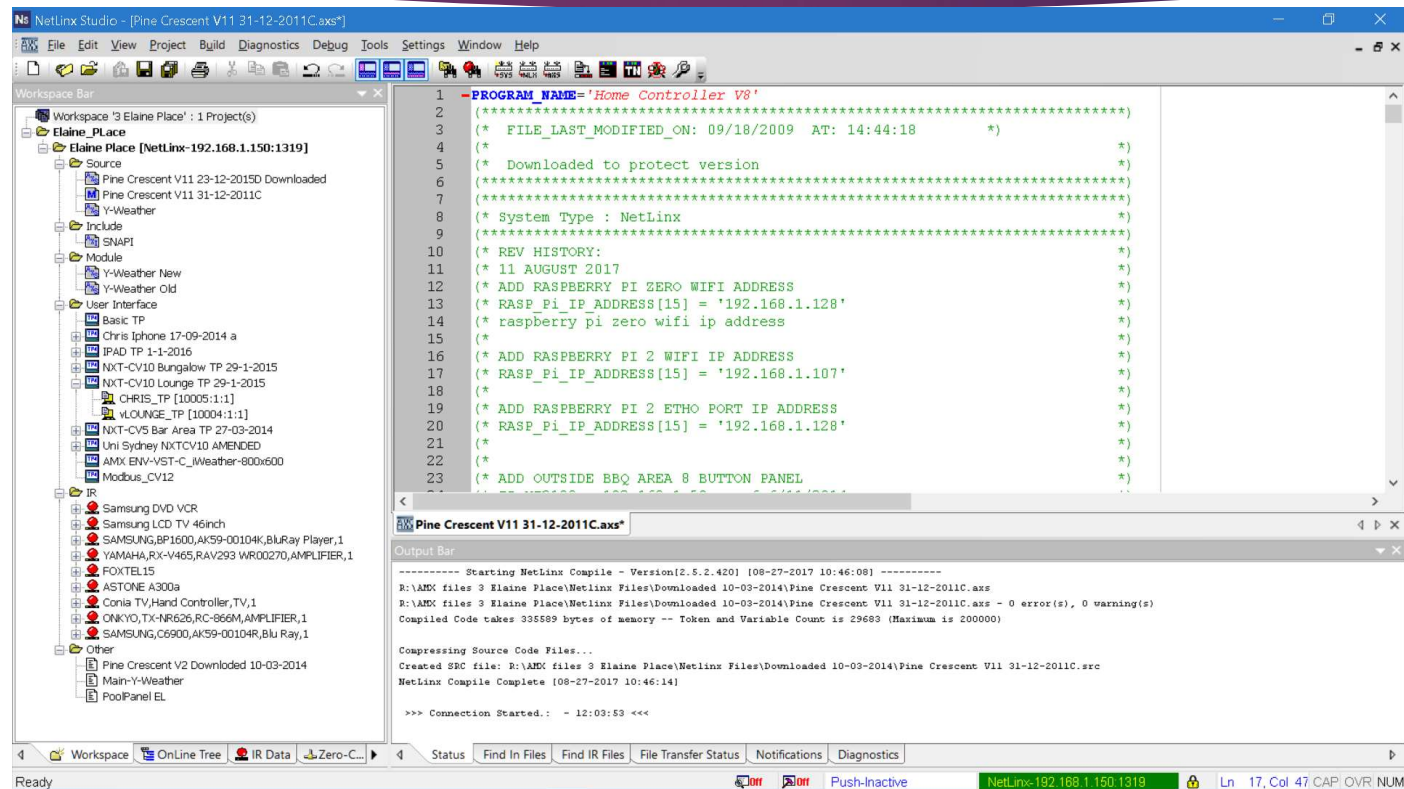 Ns NetLinx Studio - [Pine Crescent V11 31-12-2011C.axs*]
AXS File Edit View Project Build Diagnostics Debug Tools Settings Window Help
Workspace Bar
Workspace '3 Elaine Place' : 1 Project(s)
Elaine_PLace
Elaine Place [NetLinx-192.168.1.150:1319]
Source
Pine Crescent V11 23-12-2015D Downloaded
M Pine Crescent V11 31-12-2011C
Y-Weather
Include
SNAPI
Module
Y-Weather New
Y-Weather Old
User Interface
Basic TP
Chris Iphone 17-09-2014 a
IPAD TP 1-1-2016
NXT-CV10 Bungalow TP 29-1-2015
NXT-CV10 Lounge TP 29-1-2015
CHRIS_TP [10005:1:1]
vLOUNGE_TP [10004:1:1]
NXT-CV5 Bar Area TP 27-03-2014
Uni Sydney NXTCV10 AMENDED
AMX ENV-VST-C_iWeather-800x600
Modbus_CV12
IR
Samsung DVD VCR
Samsung LCD TV 46inch
SAMSUNG,BP1600,AK59-00104K,BluRay Player,1
YAMAHA,RX-V465,RAV293 WR00270,AMPLIFIER,1
FOXTEL15
ASTONE A300a
Conia TV,Hand Controller,TV,1
ONKYO,TX-NR626,RC-866M,AMPLIFIER,1
SAMSUNG,C6900,AK59-00104R,Blu Ray,1
Other
Pine Crescent V2 Downloded 10-03-2014
Main-Y-Weather
PoolPanel EL
Workspace OnLine Tree IR Data Zero-C...
1 PROGRAM_NAME='Home Controller V8'
2 (***********************************************************************)
3 (* FILE_LAST_MODIFIED_ON: 09/18/2009 AT: 14:44:18 *)
4 (* *)
5 (* Downloaded to protect version *)
6 (***********************************************************************)
7 (***********************************************************************)
8 (* System Type : NetLinx *)
9 (***********************************************************************)
10 (* REV HISTORY: *)
11 (* 11 AUGUST 2017 *)
12 (* ADD RASPBERRY PI ZERO WIFI ADDRESS *)
13 (* RASP_Pi_IP_ADDRESS[15] = '192.168.1.128' *)
14 (* raspberry pi zero wifi ip address *)
15 (* *)
16 (* ADD RASPBERRY PI 2 WIFI IP ADDRESS *)
17 (* RASP_Pi_IP_ADDRESS[15] = '192.168.1.107' *)
18 (* *)
19 (* ADD RASPBERRY PI 2 ETHO PORT IP ADDRESS *)
20 (* RASP_Pi_IP_ADDRESS[15] = '192.168.1.128' *)
21 (* *)
22 (* *)
23 (* ADD OUTSIDE BBQ AREA 8 BUTTON PANEL *)
AXS Pine Crescent V11 31-12-2011C.axs*
Output Bar
---------- Starting NetLinx Compile - Version[2.5.2.420] [08-27-2017 10:46:08] ----------
R:\AMX files 3 Elaine Place\Netlinx Files\Downloaded 10-03-2014\Pine Crescent V11 31-12-2011C.axs
R:\AMX files 3 Elaine Place\Netlinx Files\Downloaded 10-03-2014\Pine Crescent V11 31-12-2011C.axs - 0 error(s), 0 warning(s)
Compiled Code takes 335589 bytes of memory -- Token and Variable Count is 29683 (Maximum is 200000)
Compressing Source Code Files...
Created SRC file: R:\AMX files 3 Elaine Place\Netlinx Files\Downloaded 10-03-2014\Pine Crescent V11 31-12-2011C.src
NetLinx Compile Complete [08-27-2017 10:46:14]
>>> Connection Started.: - 12:03:53 <<<
Status Find In Files Find IR Files File Transfer Status Notifications Diagnostics
Ready Off Off Push-Inactive NetLinx-192.168.1.150:1319 Ln 17, Col 47 CAP OVR NUM